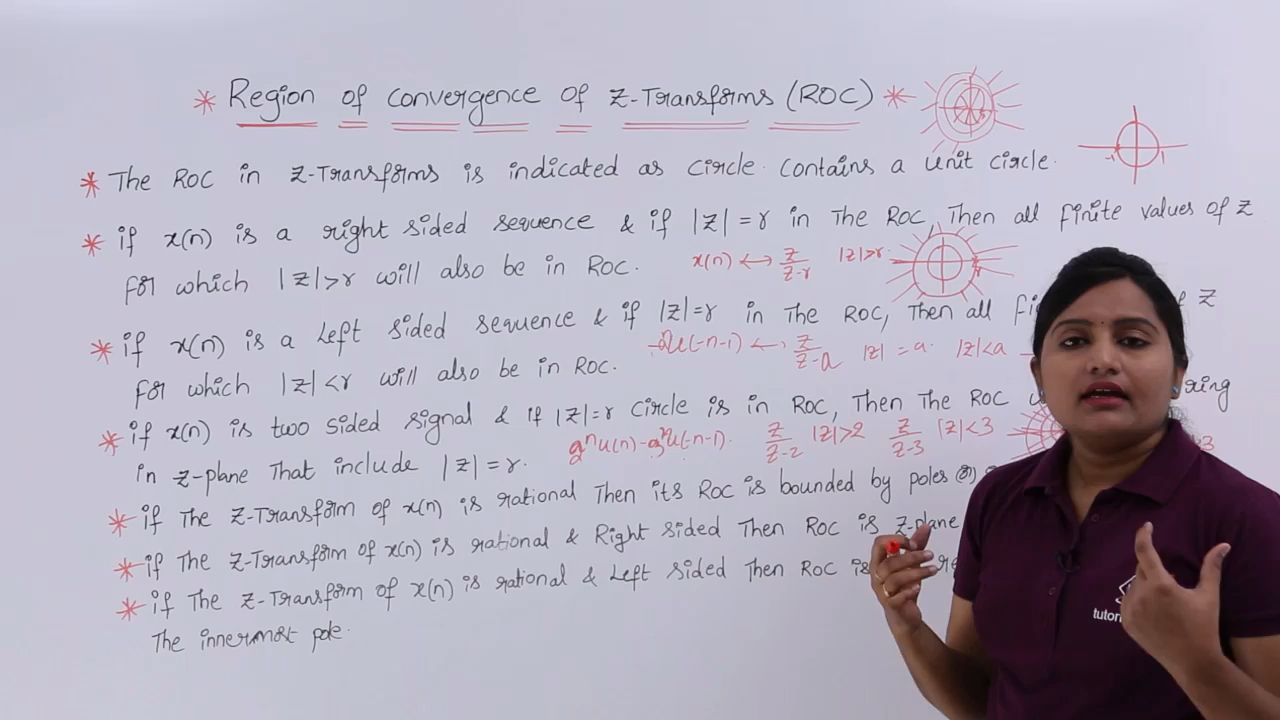 * Region of convergence of Z-Transforms (ROC) *
* The ROC in Z-Transforms is indicated as circle. contains a unit circle.
-1 1
* if x(n) is a right sided sequence & if |z| = r in the ROC, Then all finite values of z
for which |z| > r will also be in ROC. x(n) ↔ z/z-r |z|>r
* if x(n) is a Left sided sequence & if |z|=r in the ROC, Then all z
u(-n-1) ↔ z/z-a |z| = a. |z|<a
for which |z| < r will also be in Roc.
* if x(n) is two sided signal & if |z|=r circle is in ROC, Then the ROC ring
in z-plane That include |z| = r. 2ⁿu(n)-3ⁿu(-n-1). z/z-2 |z|>2 z/z-3 |z|<3
* if The Z-Transform of x(n) is rational Then its ROC is bounded by poles
* if The Z-Transform of x(n) is rational & Right sided Then ROC is Z-plane
* if The Z-Transform of x(n) is rational & Left sided Then ROC is
The innermost pole.
tutor